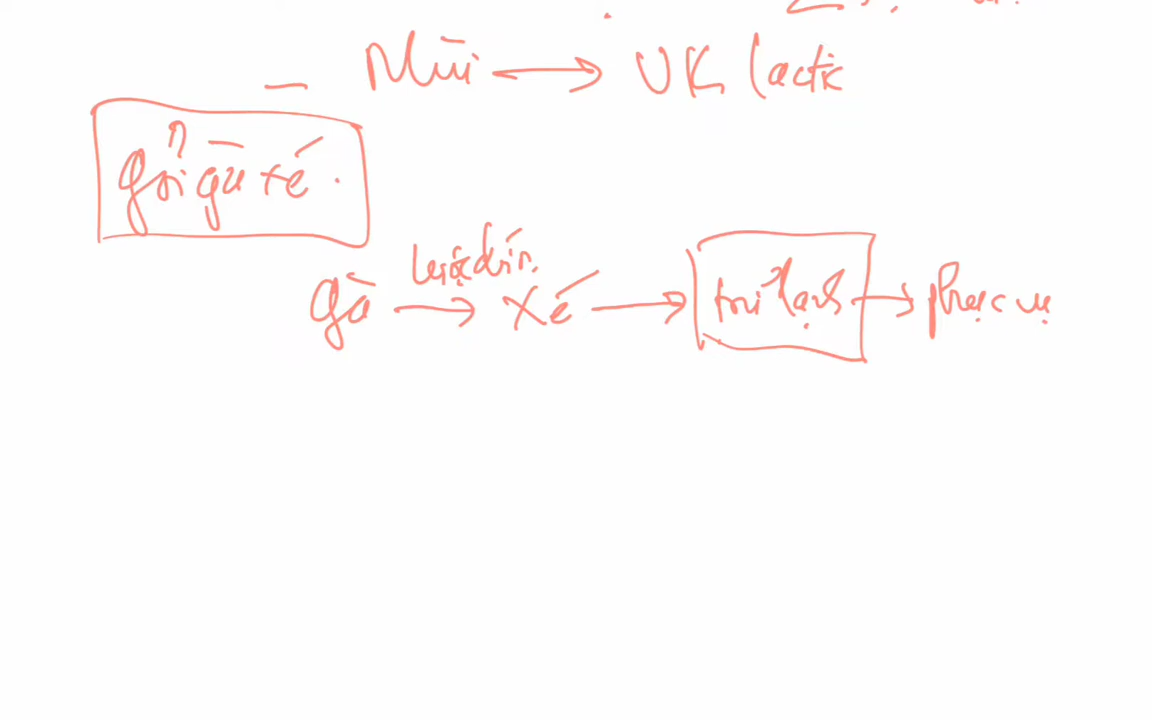 – Mùi ↔ VK lactic
gỏi gà xé.
luộc chín
gà → xé → trữ lạnh → phục vụ